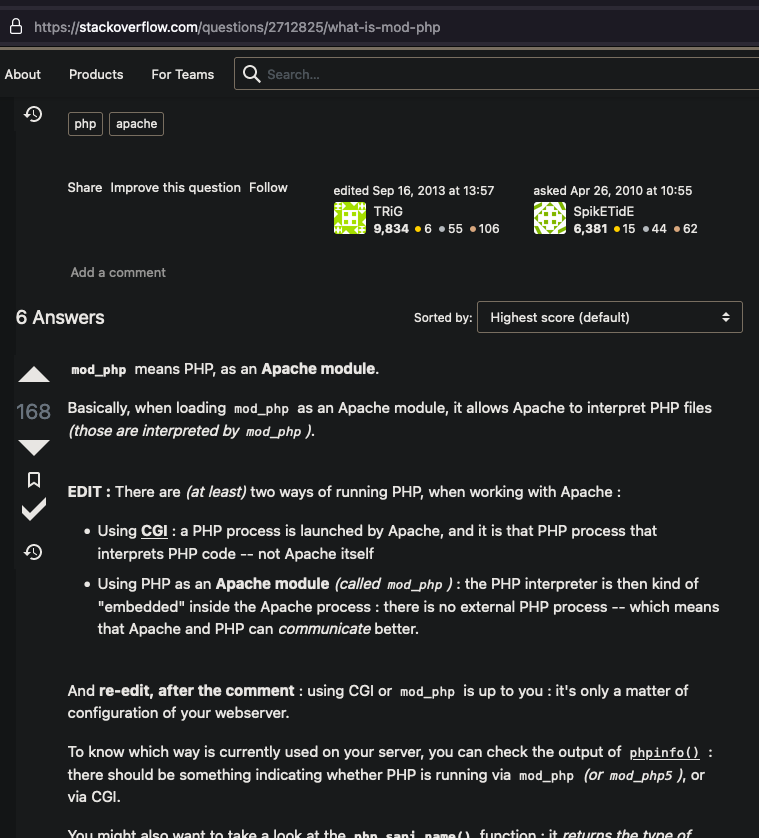 https://stackoverflow.com/questions/2712825/what-is-mod-php
About Products For Teams Search...
php apache
Share Improve this question Follow
edited Sep 16, 2013 at 13:57
TRiG
9,834 6 55 106
asked Apr 26, 2010 at 10:55
SpikETidE
6,381 15 44 62
Add a comment
6 Answers
Sorted by: Highest score (default)
168
mod_php means PHP, as an Apache module.
Basically, when loading mod_php as an Apache module, it allows Apache to interpret PHP files
(those are interpreted by mod_php ).
EDIT : There are (at least) two ways of running PHP, when working with Apache :
• Using CGI : a PHP process is launched by Apache, and it is that PHP process that
interprets PHP code -- not Apache itself
• Using PHP as an Apache module (called mod_php ) : the PHP interpreter is then kind of
"embedded" inside the Apache process : there is no external PHP process -- which means
that Apache and PHP can communicate better.
And re-edit, after the comment : using CGI or mod_php is up to you : it's only a matter of
configuration of your webserver.
To know which way is currently used on your server, you can check the output of phpinfo() :
there should be something indicating whether PHP is running via mod_php (or mod_php5 ), or
via CGI.
You might also want to take a look at the php_sapi_name() function : it returns the type of